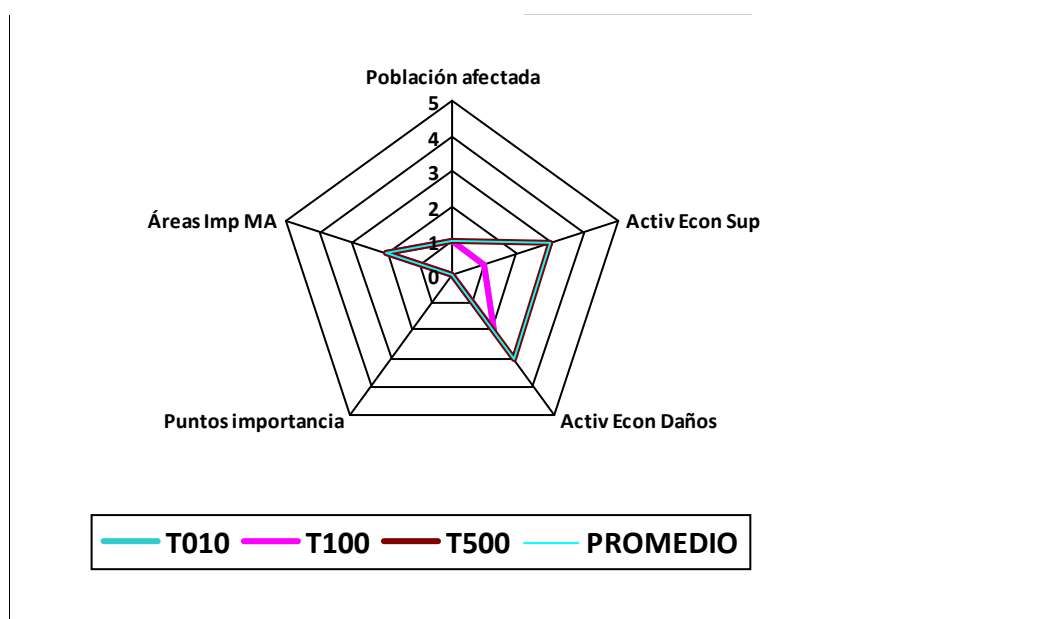 Población afectada
5
4
3
2
1
0
Áreas Imp MA
Activ Econ Sup
Puntos importancia
Activ Econ Daños
T010 T100 T500 PROMEDIO